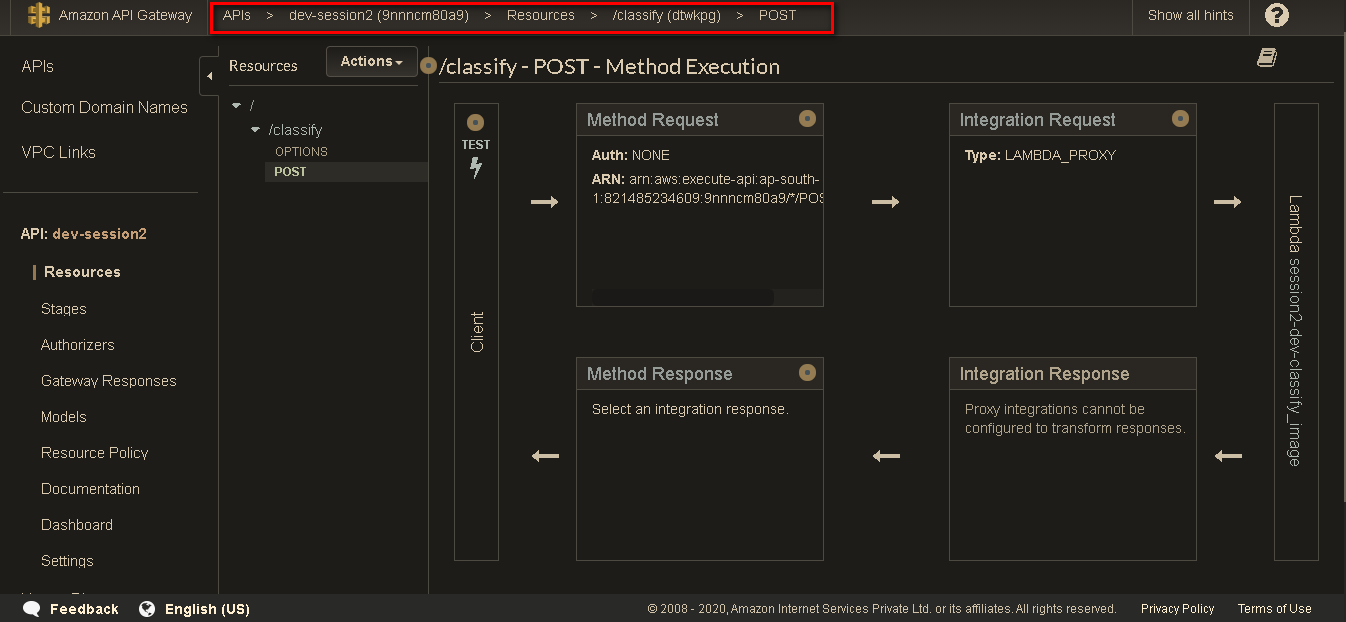 Amazon API Gateway
APIs > dev-session2 (9nnncm80a9) > Resources > /classify (dtwkpg) > POST
Show all hints
?
APIs
Custom Domain Names
VPC Links
API: dev-session2
Resources
Stages
Authorizers
Gateway Responses
Models
Resource Policy
Documentation
Dashboard
Settings
Resources
Actions
/
/classify
OPTIONS
POST
/classify - POST - Method Execution
TEST
Client
Method Request
Auth: NONE
ARN: arn:aws:execute-api:ap-south-
1:821485234609:9nnncm80a9/*/POS
Integration Request
Type: LAMBDA_PROXY
Lambda session2-dev-classify_image
Method Response
Select an integration response.
Integration Response
Proxy integrations cannot be
configured to transform responses.
Feedback
English (US)
© 2008 - 2020, Amazon Internet Services Private Ltd. or its affiliates. All rights reserved.
Privacy Policy
Terms of Use